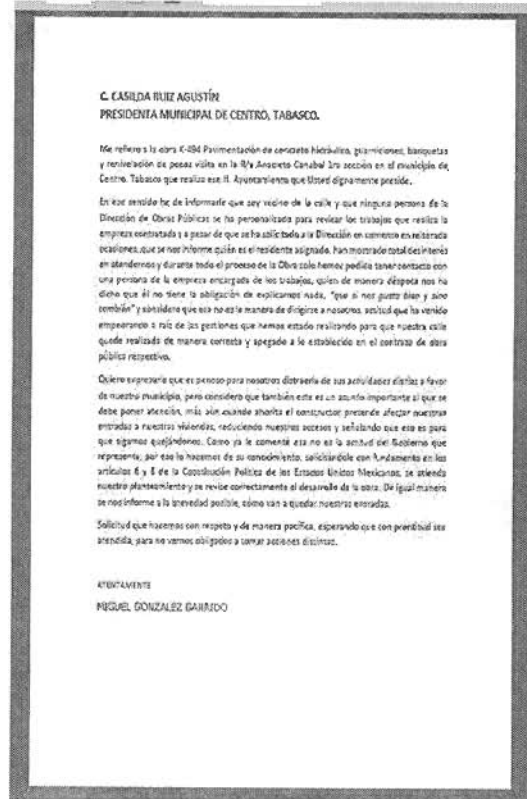 C. CASILDA RUIZ AGUSTÍN
PRESIDENTA MUNICIPAL DE CENTRO, TABASCO.
Me refiero a la obra K-494 Pavimentación de concreto hidráulico, guarniciones, banquetas
y renivelación de pozos visita en la R/a Anacleto Canabal 1ra sección en el municipio de
Centro, Tabasco que realiza ese H. Ayuntamiento que Usted dignamente preside.
En ese sentido he de informarle que soy vecino de la calle y que ninguna persona de la
Dirección de Obras Públicas se ha personalizado para revisar los trabajos que realiza la
empresa contratada y a pesar de que se ha solicitado a la Dirección en comento en reiterada
ocasiones, que se nos informe quién es el residente asignado, han mostrado total desinterés
en atendernos y durante todo el proceso de la Obra solo hemos podido tener contacto con
una persona de la empresa encargada de los trabajos, quien de manera déspota nos ha
dicho que él no tiene la obligación de explicarnos nada, "que si nos gusta bien y sino
también" y considero que esa no es la manera de dirigirse a nosotros, actitud que ha venido
empeorando a raíz de las gestiones que hemos estado realizando para que nuestra calle
quede realizada de manera correcta y apegado a lo establecido en el contrato de obra
pública respectivo.
Quiero expresarle que es penoso para nosotros distraerla de sus actividades diarias a favor
de nuestro municipio, pero considero que también este es un asunto importante al que se
debe poner atención, más aún cuando ahorita el constructor pretende afectar nuestras
entradas a nuestras viviendas, reduciendo nuestros accesos y señalando que eso es para
que sigamos quejándonos. Como ya le comenté esa no es la actitud del Gobierno que
representa, por eso lo hacemos de su conocimiento, solicitándole con fundamento en los
artículos 6 y 8 de la Constitución Política de los Estados Unidos Mexicanos, se atienda
nuestro planteamiento y se revise correctamente el desarrollo de la obra. De igual manera
se nos informe a la brevedad posible, cómo van a quedar nuestras entradas.
Solicitud que hacemos con respeto y de manera pacífica, esperando que con prontitud sea
atendida, para no vernos obligados a tomar acciones distintas.
ATENTAMENTE
MIGUEL GONZALEZ GARRIDO